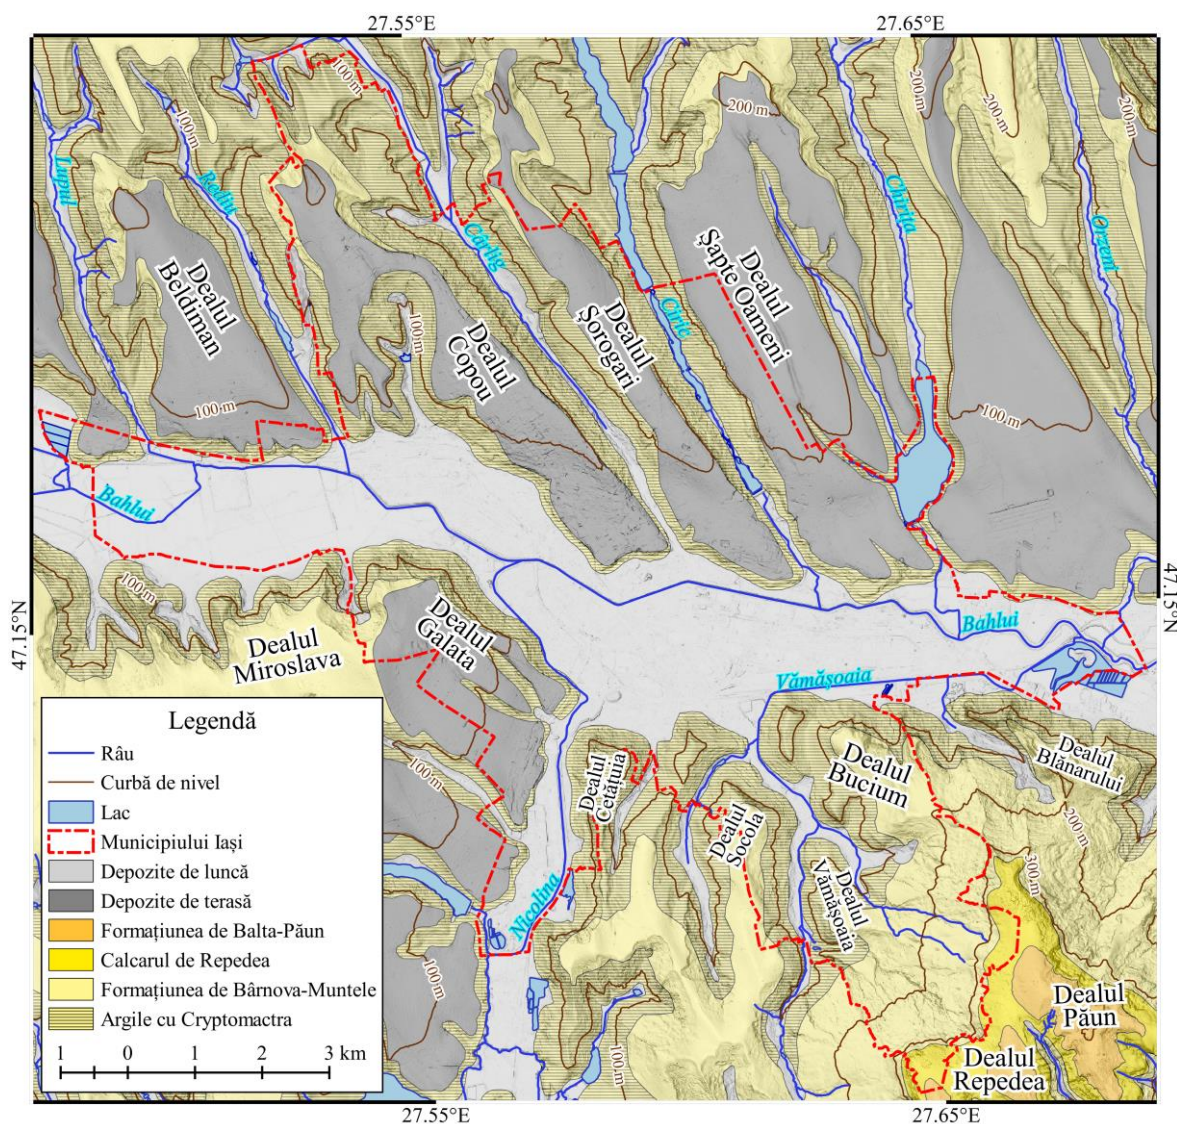 27.55°E
27.65°E
100 m
100 m
200 m
200 m
200 m
200 m
Lupul
Rediu
Cârlig
Ciric
Chirita
Orzeni
Dealul
Beldiman
100 m
Dealul
Copou
Dealul
Șorogari
Dealul
Șapte Oameni
100 m
100 m
Bahlui
47.15°N
47.15°N
100 m
Dealul
Miroslava
Dealul
Galata
Bahlui
Vămășoaia
Dealul
Cetățuia
Dealul
Bucium
Dealul
Blănarului
200 m
100 m
Dealul
Socola
Dealul
Vămășoaia
300 m
Nicolina
100 m
100 m
Dealul
Păun
Dealul
Repedea
Legendă
Râu
Curbă de nivel
Lac
Municipiului Iași
Depozite de luncă
Depozite de terasă
Formațiunea de Balta-Păun
Calcarul de Repedea
Formațiunea de Bârnova-Muntele
Argile cu Cryptomactra
1 0 1 2 3 km
27.55°E
27.65°E